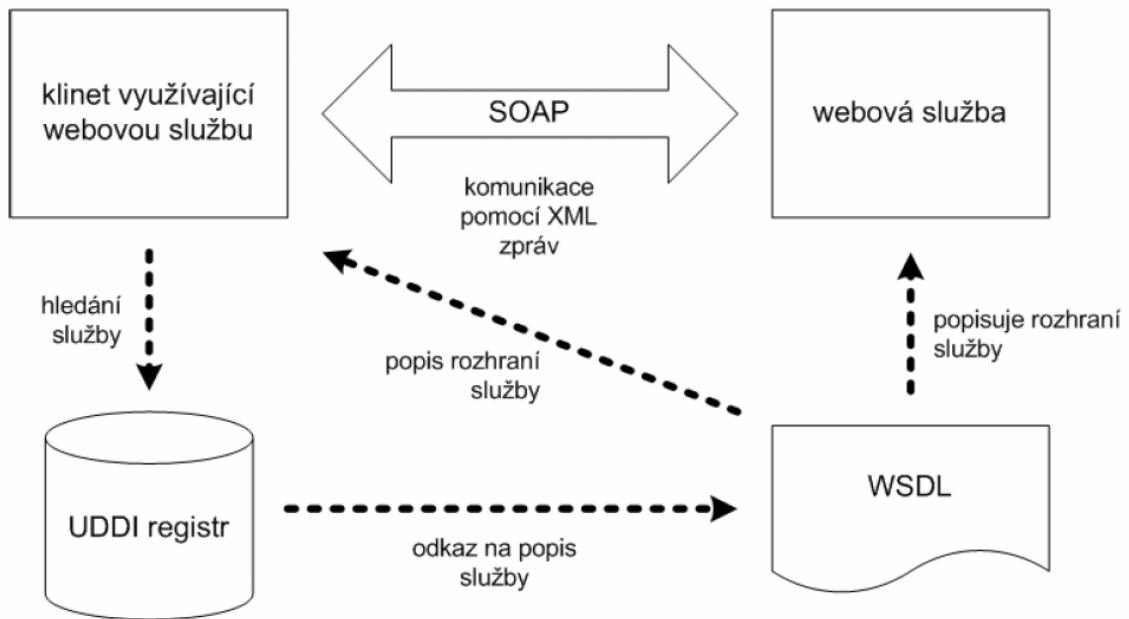 klinet využívající
webovou službu
SOAP
webová služba
komunikace
pomocí XML
zpráv
hledání
služby
popis rozhraní
služby
popisuje rozhraní
služby
UDDI registr
odkaz na popis
služby
WSDL